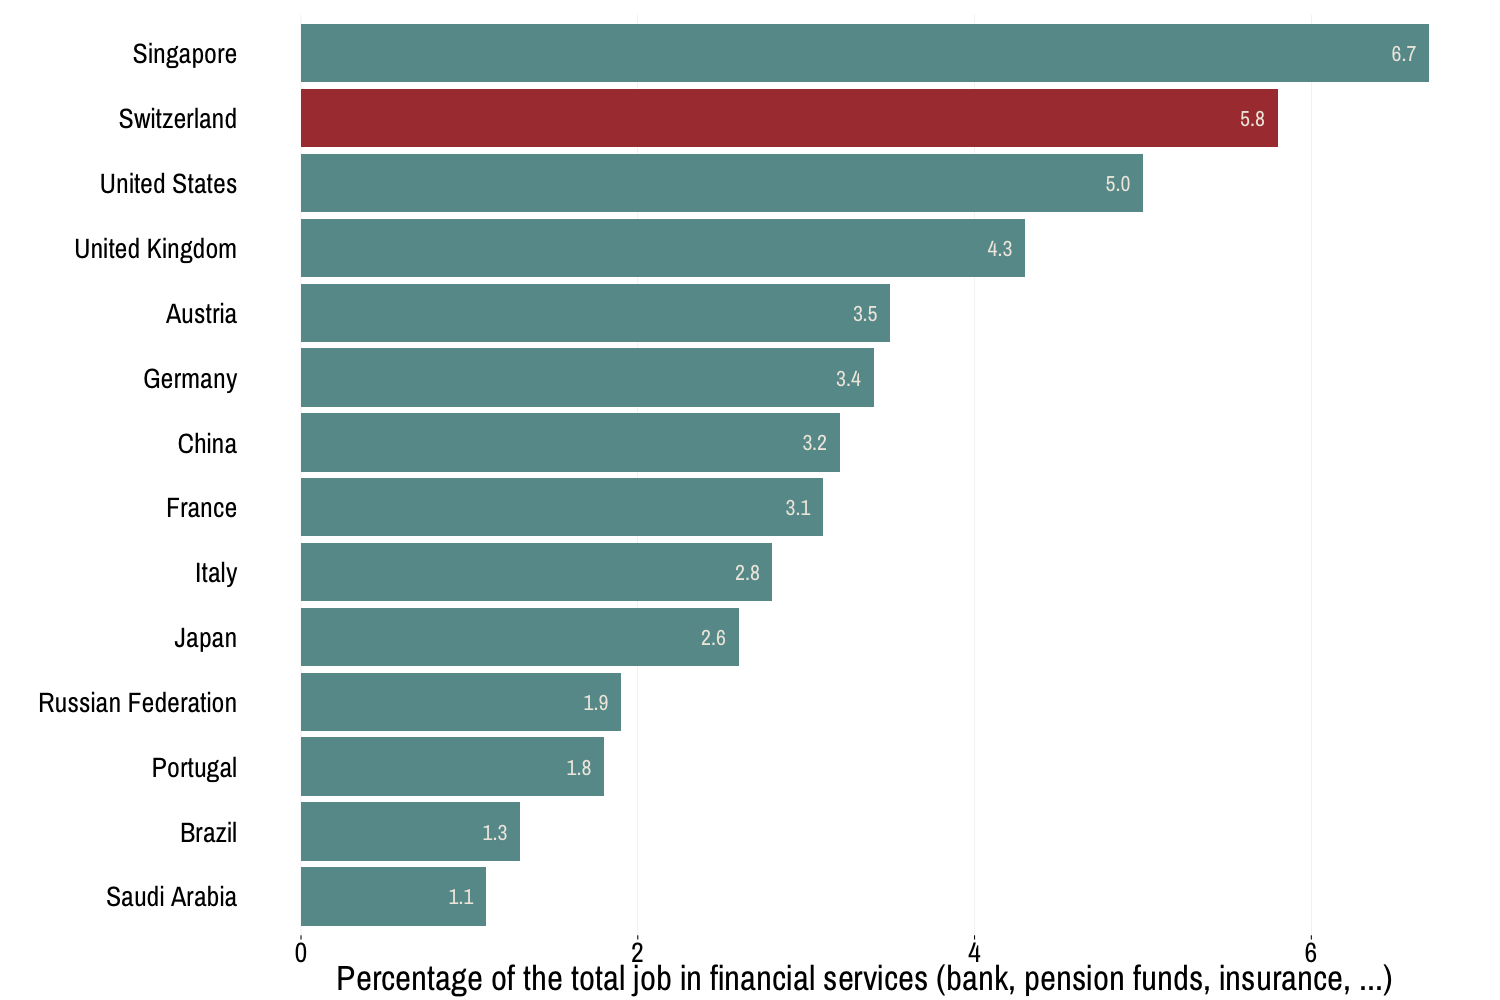 Singapore 6.7
Switzerland 5.8
United States 5.0
United Kingdom 4.3
Austria 3.5
Germany 3.4
China 3.2
France 3.1
Italy 2.8
Japan 2.6
Russian Federation 1.9
Portugal 1.8
Brazil 1.3
Saudi Arabia 1.1
0 2 4 6
Percentage of the total job in financial services (bank, pension funds, insurance, ...)